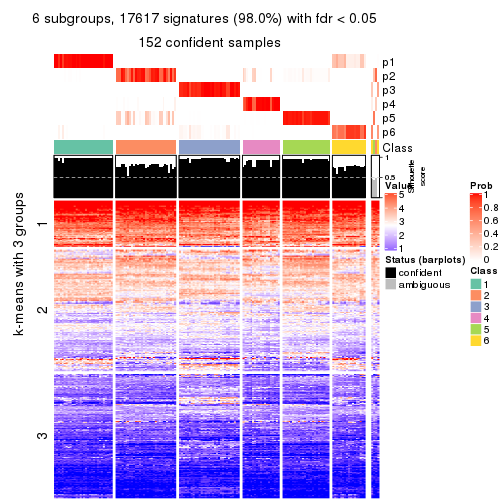 6 subgroups, 17617 signatures (98.0%) with fdr < 0.05
152 confident samples
p1
p2
p3
p4
p5
p6
Class
1
0.5
0
Silhouette
score
k-means with 3 groups
1
2
3
Value
5
4
3
2
1
Status (barplots)
confident
ambiguous
Prob
1
0.8
0.6
0.4
0.2
0
Class
1
2
3
4
5
6